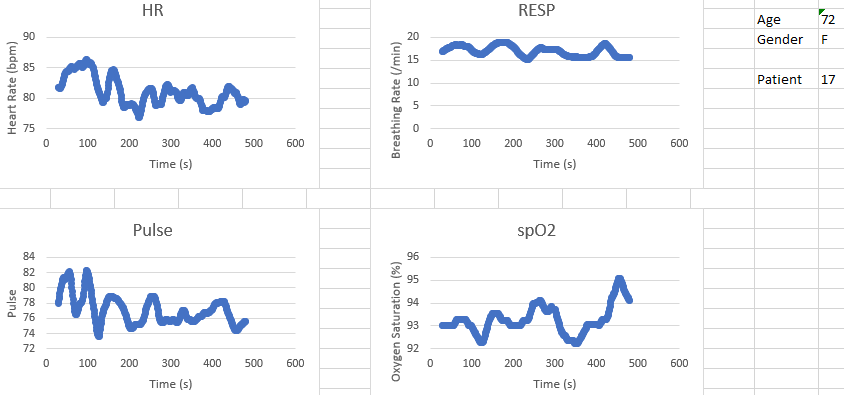 HR
90
85
80
75
0 100 200 300 400 500 600
Heart Rate (bpm)
Time (s)
RESP
20
15
10
5
0
0 100 200 300 400 500 600
Breathing Rate (/min)
Time (s)
Age 72
Gender F
Patient 17
Pulse
84
82
80
78
76
74
72
0 100 200 300 400 500 600
Pulse
Time (s)
spO2
96
95
94
93
92
0 100 200 300 400 500 600
Oxygen Saturation (%)
Time (s)